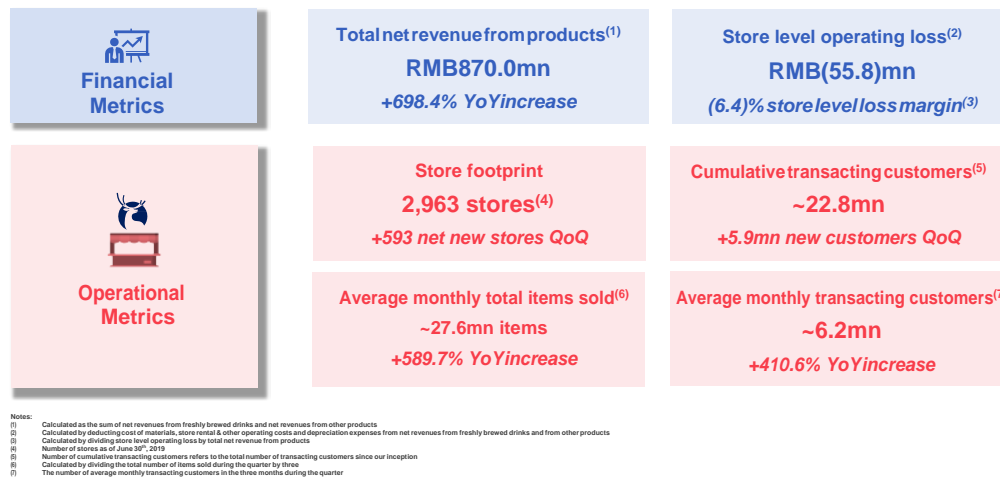 Financial
Metrics
Total net revenue from products(1)
RMB870.0mn
+698.4% YoY increase
Store level operating loss(2)
RMB(55.8)mn
(6.4)% store level loss margin(3)
Operational
Metrics
Store footprint
2,963 stores(4)
+593 net new stores QoQ
Cumulative transacting customers(5)
~22.8mn
+5.9mn new customers QoQ
Average monthly total items sold(6)
~27.6mn items
+589.7% YoY increase
Average monthly transacting customers(7
~6.2mn
+410.6% YoY increase
Notes:
(1) Calculated as the sum of net revenues from freshly brewed drinks and net revenues from other products
(2) Calculated by deducting cost of materials, store rental & other operating costs and depreciation expenses from net revenues from freshly brewed drinks and from other products
(3) Calculated by dividing store level operating loss by total net revenue from products
(4) Number of stores as of June 30th, 2019
(5) Number of cumulative transacting customers refers to the total number of transacting customers since our inception
(6) Calculated by dividing the total number of items sold during the quarter by three
(7) The number of average monthly transacting customers in the three months during the quarter